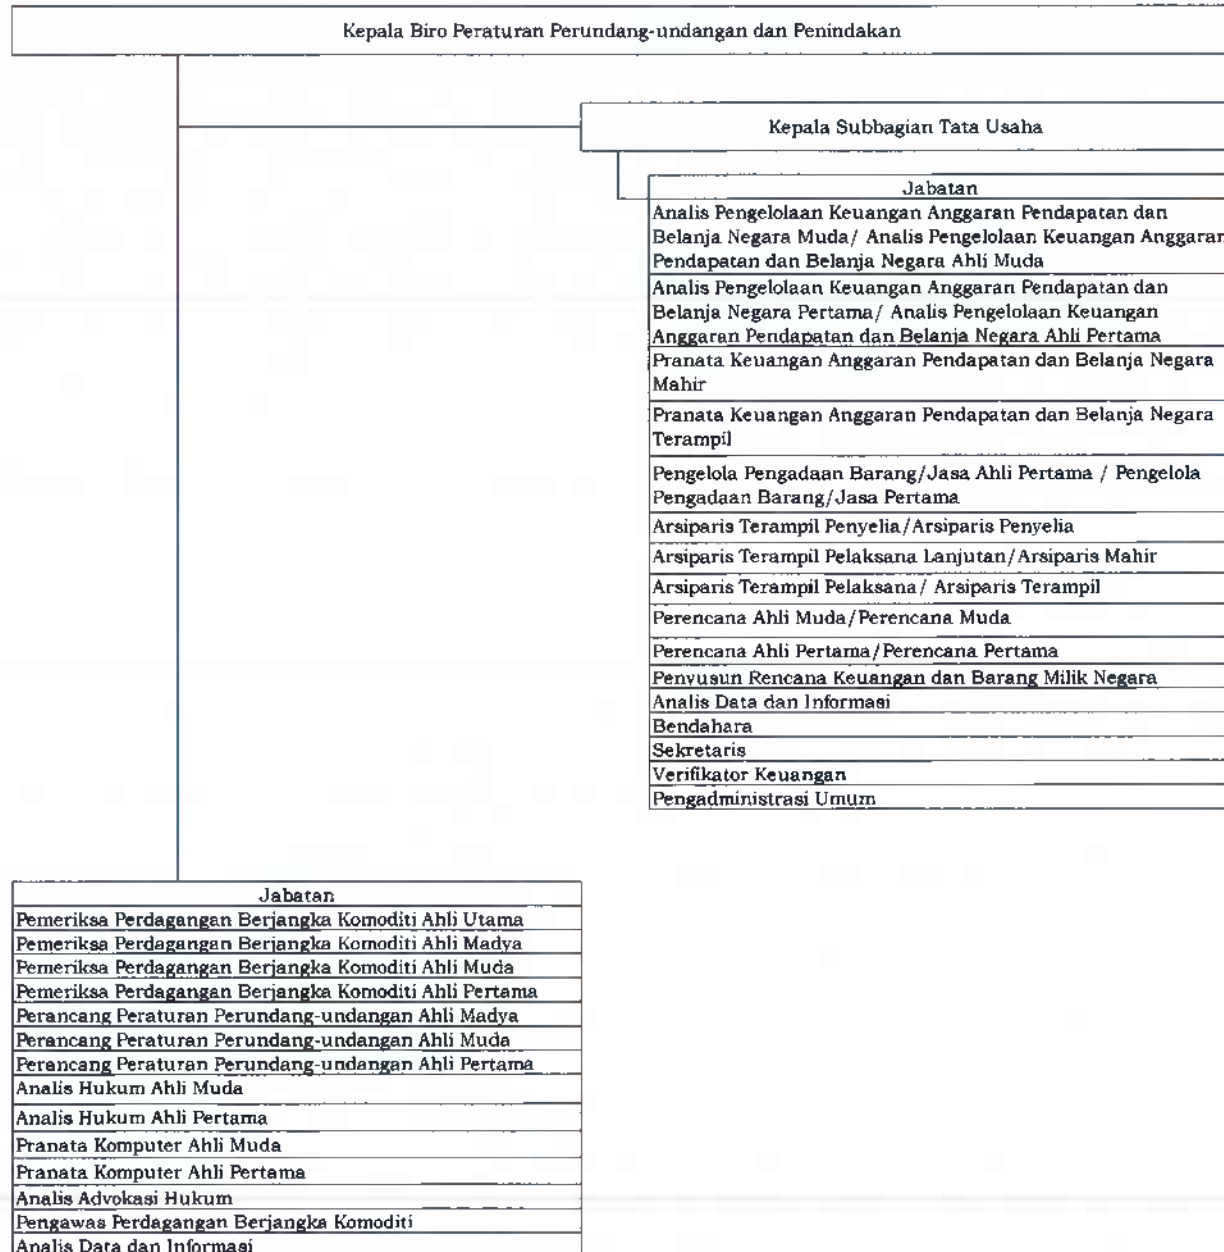 Kepala Biro Peraturan Perundang-undangan dan Penindakan
Kepala Subbagian Tata Usaha
Jabatan
Analis Pengelolaan Keuangan Anggaran Pendapatan dan
Belanja Negara Muda/ Analis Pengelolaan Keuangan Anggaran
Pendapatan dan Belanja Negara Ahli Muda
Analis Pengelolaan Keuangan Anggaran Pendapatan dan
Belanja Negara Pertama/ Analis Pengelolaan Keuangan
Anggaran Pendapatan dan Belanja Negara Ahli Pertama
Pranata Keuangan Anggaran Pendapatan dan Belanja Negara
Mahir
Pranata Keuangan Anggaran Pendapatan dan Belanja Negara
Terampil
Pengelola Pengadaan Barang/Jasa Ahli Pertama / Pengelola
Pengadaan Barang/Jasa Pertama
Arsiparis Terampil Penyelia/Arsiparis Penyelia
Arsiparis Terampil Pelaksana Lanjutan/Arsiparis Mahir
Arsiparis Terampil Pelaksana/ Arsiparis Terampil
Perencana Ahli Muda/Perencana Muda
Perencana Ahli Pertama/Perencana Pertama
Penyusun Rencana Keuangan dan Barang Milik Negara
Analis Data dan Informasi
Bendahara
Sekretaris
Verifikator Keuangan
Pengadministrasi Umum
Jabatan
Pemeriksa Perdagangan Berjangka Komoditi Ahli Utama
Pemeriksa Perdagangan Berjangka Komoditi Ahli Madya
Pemeriksa Perdagangan Berjangka Komoditi Ahli Muda
Pemeriksa Perdagangan Berjangka Komoditi Ahli Pertama
Perancang Peraturan Perundang-undangan Ahli Madya
Perancang Peraturan Perundang-undangan Ahli Muda
Perancang Peraturan Perundang-undangan Ahli Pertama
Analis Hukum Ahli Muda
Analis Hukum Ahli Pertama
Pranata Komputer Ahli Muda
Pranata Komputer Ahli Pertama
Analis Advokasi Hukum
Pengawas Perdagangan Berjangka Komoditi
Analis Data dan Informasi